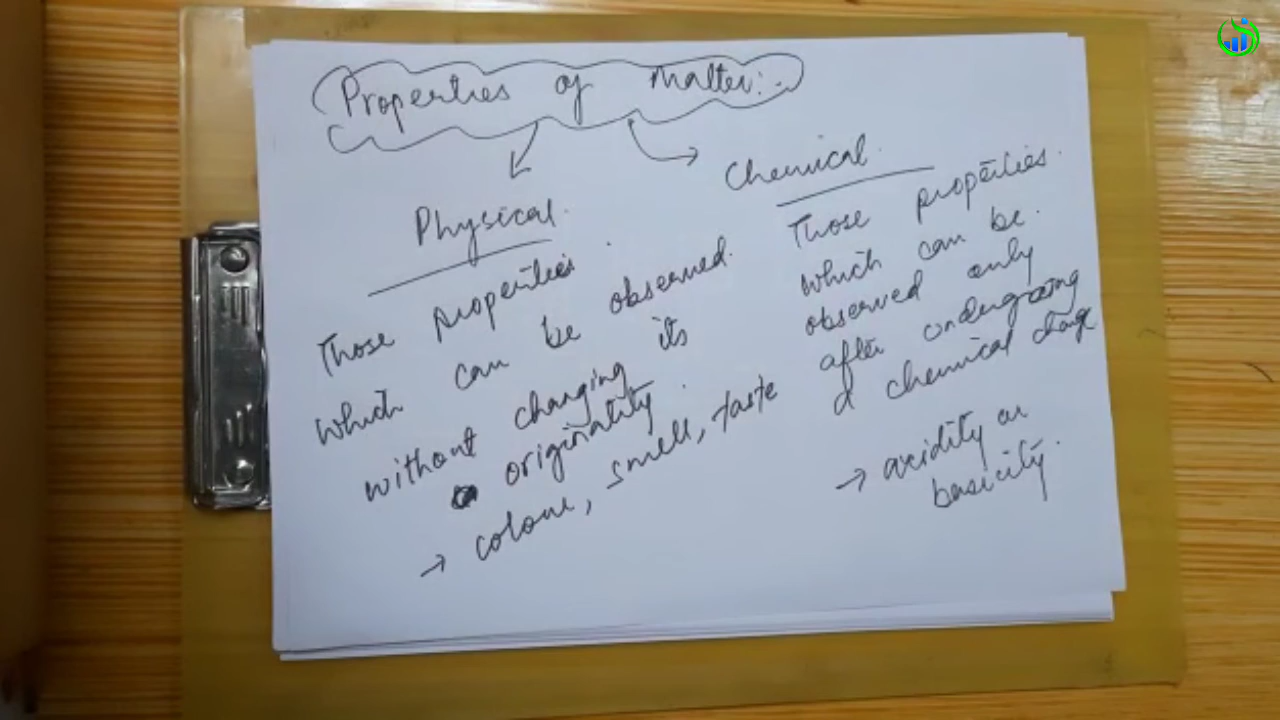 Properties of Matter:-
Physical.
Those properties
which can be observed.
without changing its
originality.
→ colour, smell, taste
Chemical.
Those properties.
which can be.
observed only
after undergoing
a chemical change
→ acidity or
basicity.